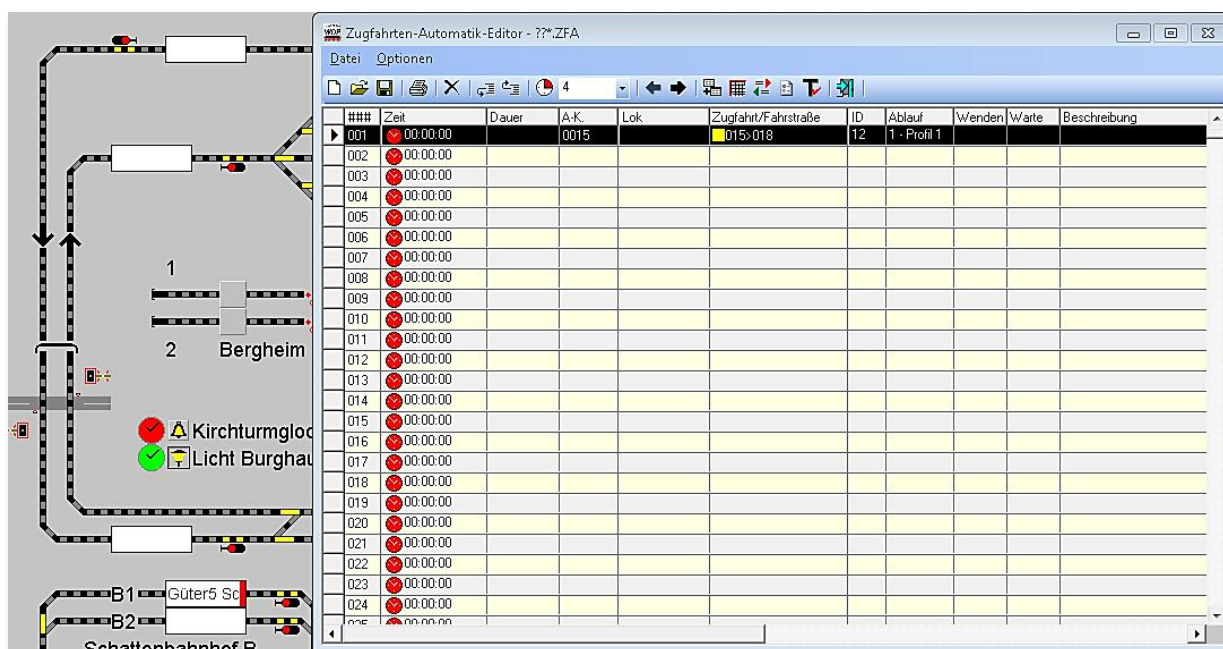 WDP Zugfahrten-Automatik-Editor - ??*.ZFA
Datei Optionen
4
### Zeit Dauer A-K. Lok Zugfahrt/Fahrstraße ID Ablauf Wenden Warte Beschreibung
001 00:00:00 0015 015>018 12 1 - Profil 1
002 00:00:00
003 00:00:00
004 00:00:00
005 00:00:00
006 00:00:00
007 00:00:00
008 00:00:00
009 00:00:00
010 00:00:00
011 00:00:00
012 00:00:00
013 00:00:00
014 00:00:00
015 00:00:00
016 00:00:00
017 00:00:00
018 00:00:00
019 00:00:00
020 00:00:00
021 00:00:00
022 00:00:00
023 00:00:00
024 00:00:00
025 00:00:00
1
2 Bergheim
Kirchturmgloc
Licht Burghau
B1 Güter5 Sc
B2
Schattenbahnhof B